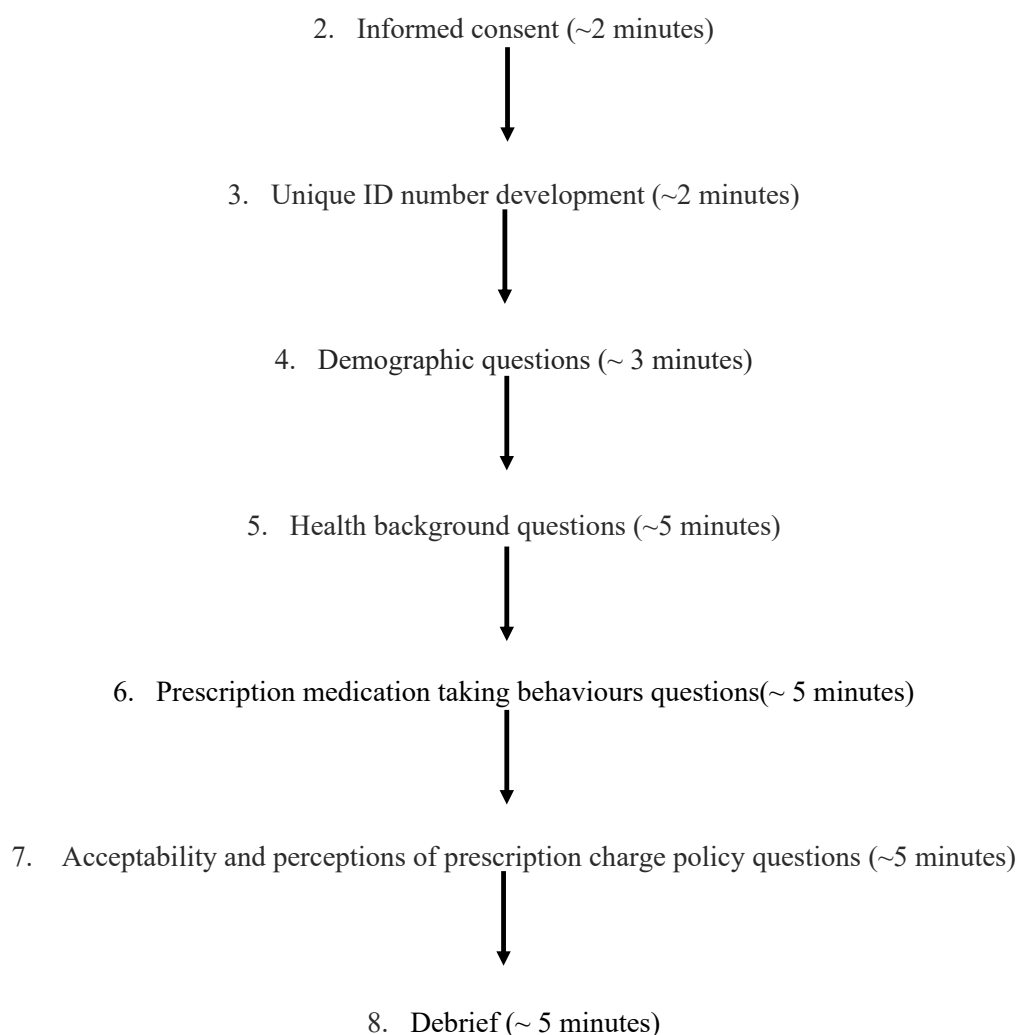 2. Informed consent (~2 minutes)
3. Unique ID number development (~2 minutes)
4. Demographic questions (~ 3 minutes)
5. Health background questions (~5 minutes)
6. Prescription medication taking behaviours questions(~ 5 minutes)
7. Acceptability and perceptions of prescription charge policy questions (~5 minutes)
8. Debrief (~ 5 minutes)